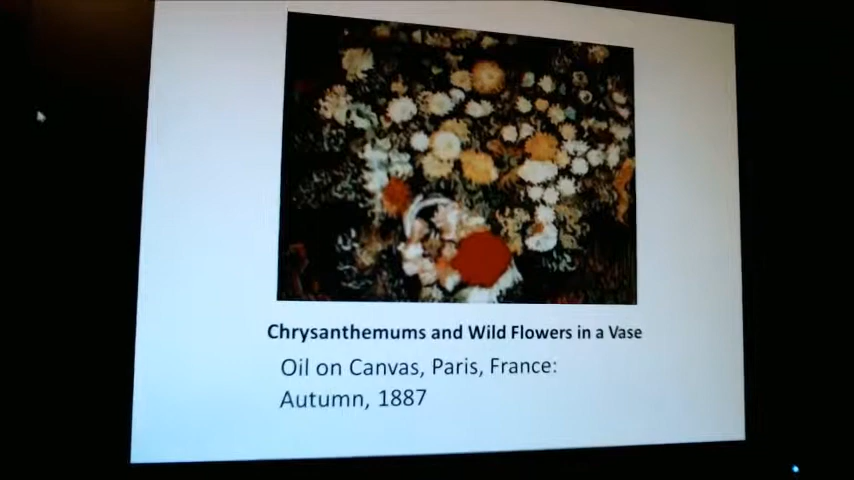 Chrysanthemums and Wild Flowers in a Vase
Oil on Canvas, Paris, France:
Autumn, 1887